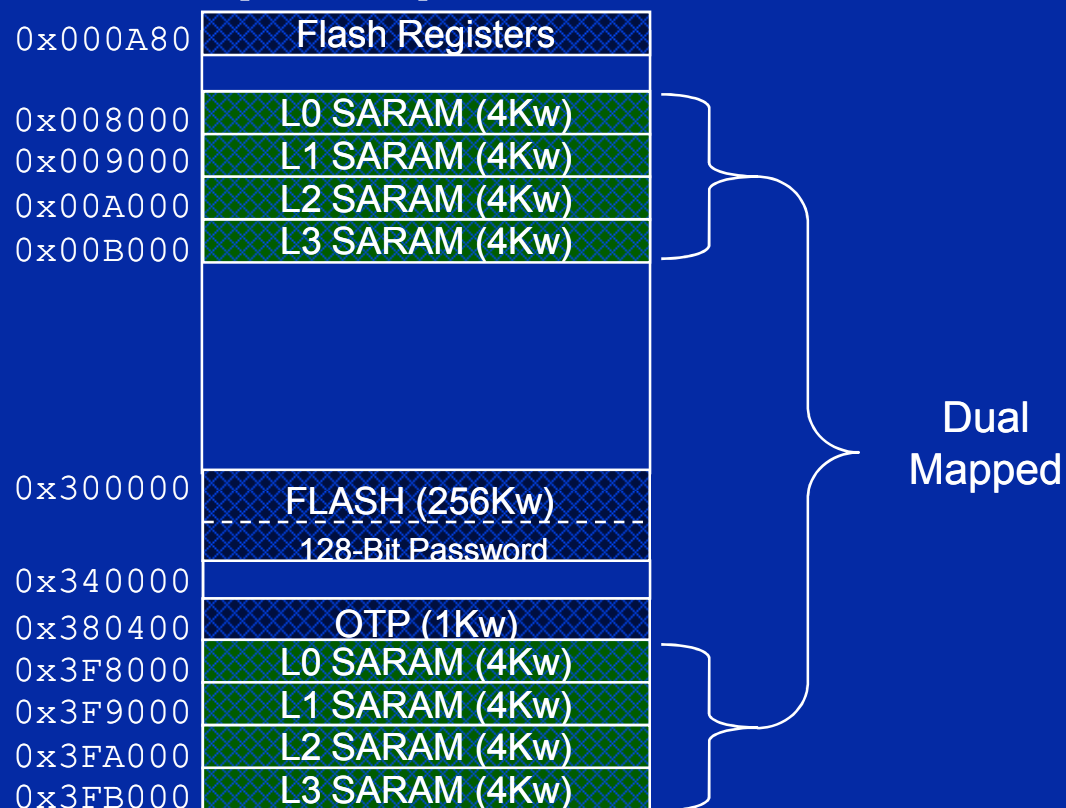 0x000A80 Flash Registers
0x008000 L0 SARAM (4Kw)
0x009000 L1 SARAM (4Kw)
0x00A000 L2 SARAM (4Kw)
0x00B000 L3 SARAM (4Kw)
Dual
Mapped
0x300000 FLASH (256Kw)
128-Bit Password
0x340000
0x380400 OTP (1Kw)
0x3F8000 L0 SARAM (4Kw)
0x3F9000 L1 SARAM (4Kw)
0x3FA000 L2 SARAM (4Kw)
0x3FB000 L3 SARAM (4Kw)